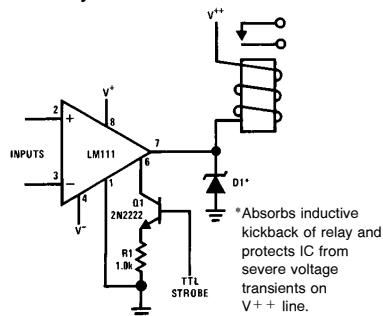 V++
V+
2
8
+
7
INPUTS
LM111
6
3
−
1
4
V−
D1*
Q1
2N2222
R1
1.0k
TTL
STROBE
*Absorbs inductive
kickback of relay and
protects IC from
severe voltage
transients on
V++ line.